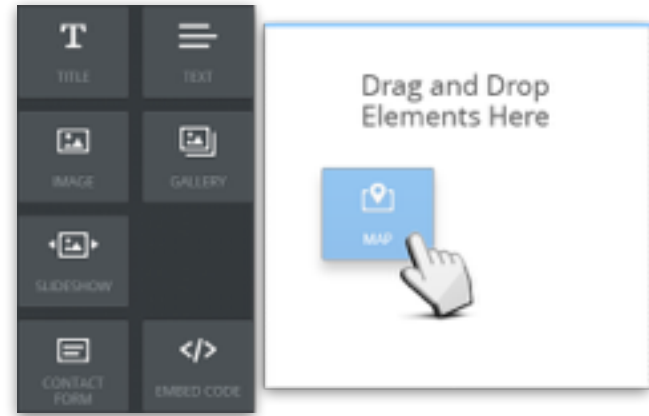 TITLE
TEXT
IMAGE
GALLERY
SLIDESHOW
CONTACT
FORM
EMBED CODE
Drag and Drop
Elements Here
MAP